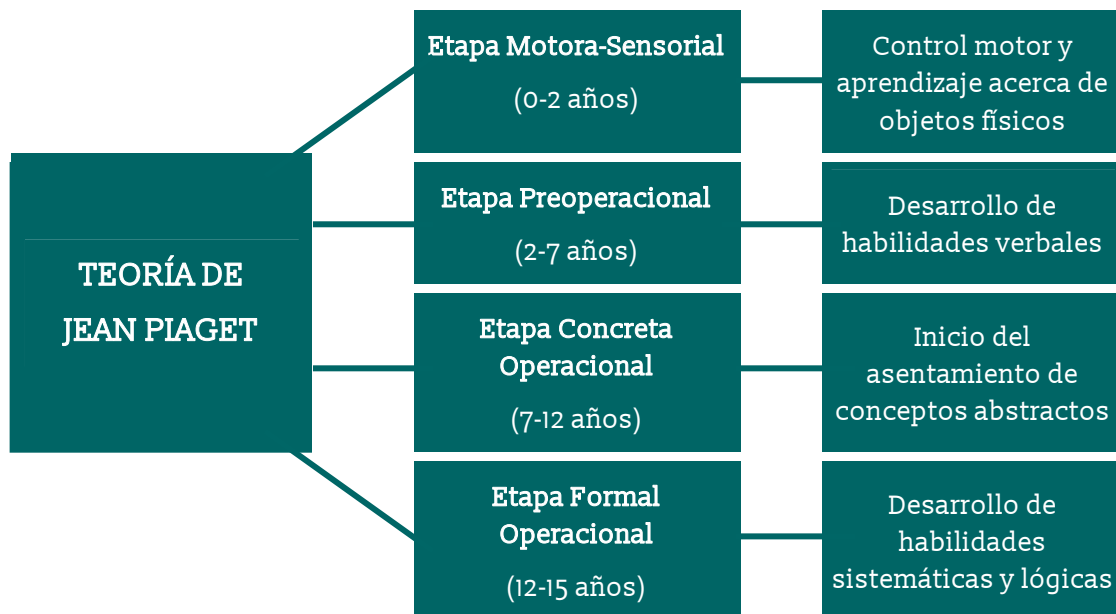 TEORÍA DE
JEAN PIAGET
Etapa Motora-Sensorial
(0-2 años)
Control motor y
aprendizaje acerca de
objetos físicos
Etapa Preoperacional
(2-7 años)
Desarrollo de
habilidades verbales
Etapa Concreta
Operacional
(7-12 años)
Inicio del
asentamiento de
conceptos abstractos
Etapa Formal
Operacional
(12-15 años)
Desarrollo de
habilidades
sistemáticas y lógicas